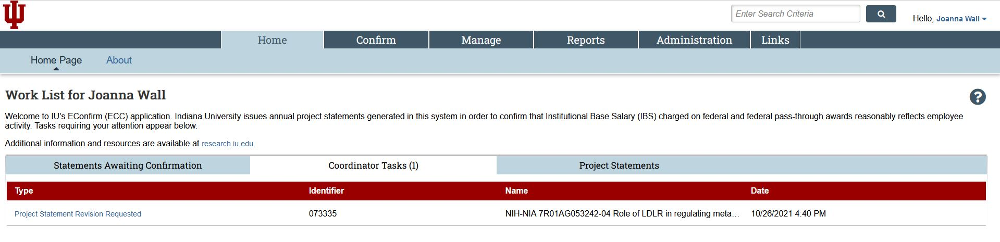 Enter Search Criteria
Hello, Joanna Wall
Home Confirm Manage Reports Administration Links
Home Page About
Work List for Joanna Wall
?
Welcome to IU’s EConfirm (ECC) application. Indiana University issues annual project statements generated in this system in order to confirm that Institutional Base Salary (IBS) charged on federal and federal pass-through awards reasonably reflects employee
activity. Tasks requiring your attention appear below.
Additional information and resources are available at research.iu.edu.
Statements Awaiting Confirmation Coordinator Tasks (1) Project Statements
Type Identifier Name Date
Project Statement Revision Requested 073335 NIH-NIA 7R01AG053242-04 Role of LDLR in regulating meta… 10/26/2021 4:40 PM